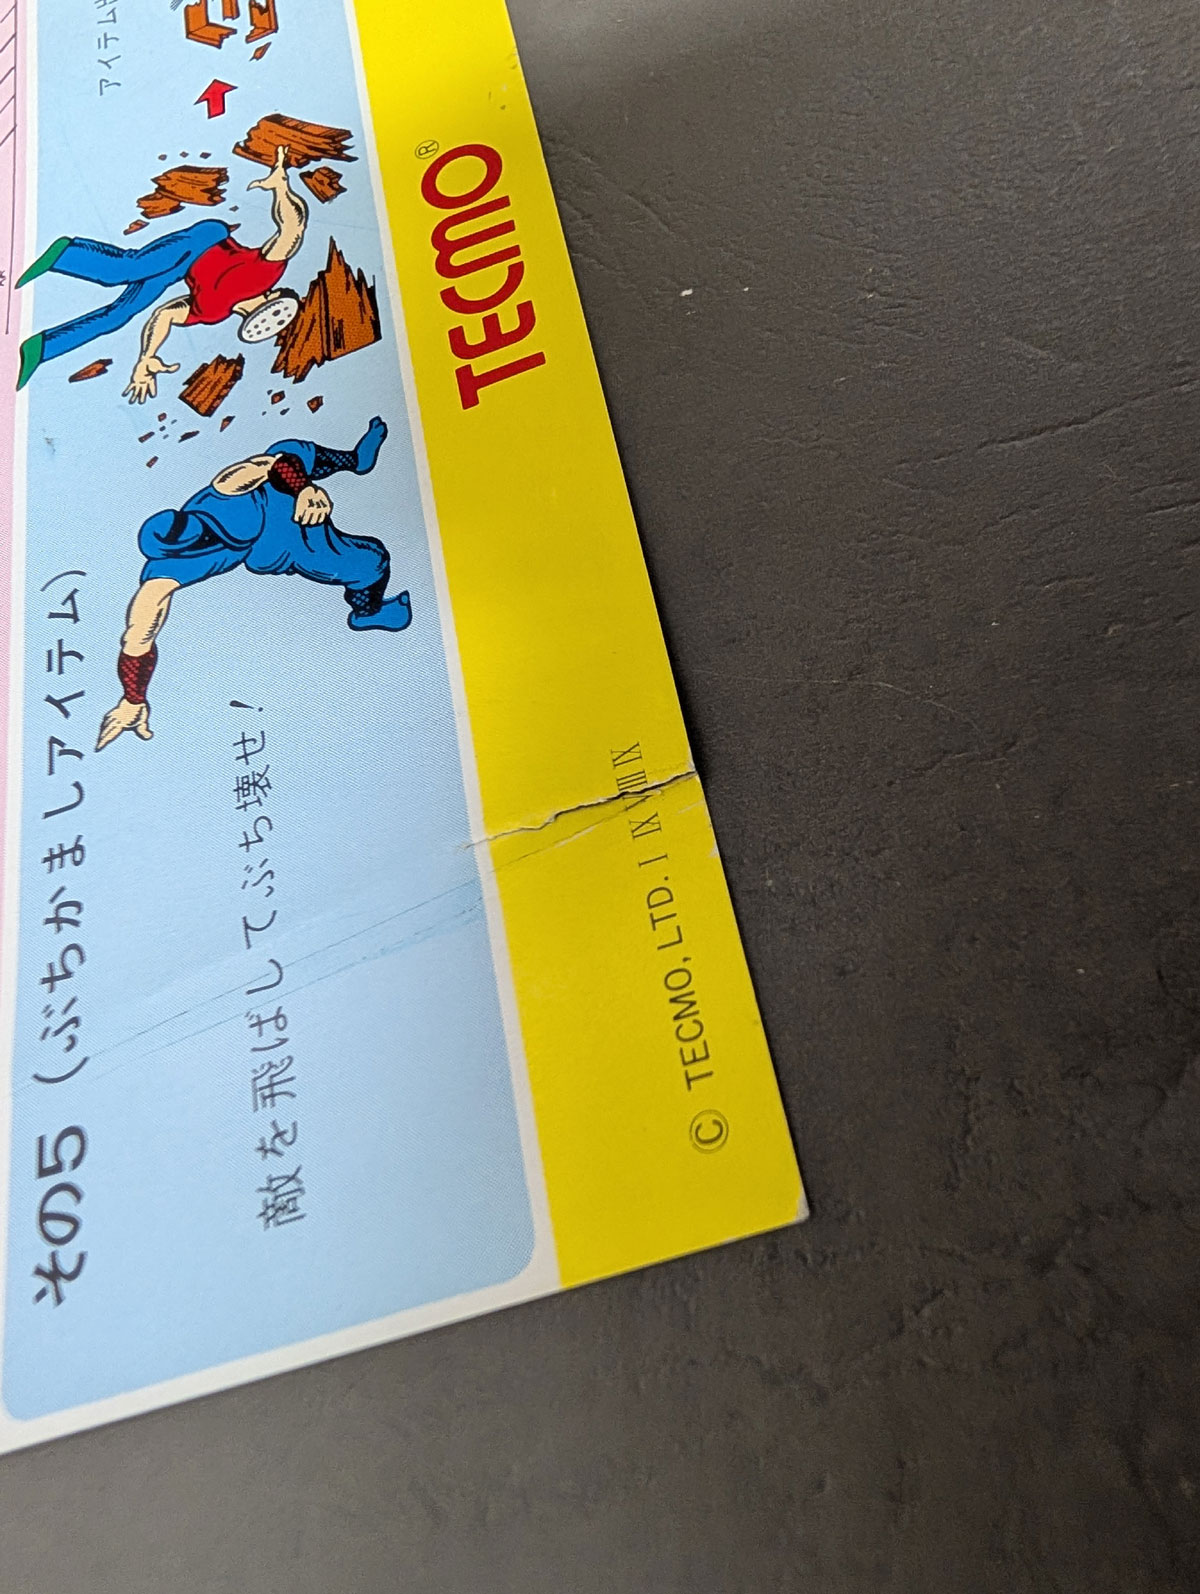 その5（ぶちかましアイテム）
敵を飛ばしてぶち壊せ！
アイテム
TECMO®
© TECMO, LTD. I IX VIII IX